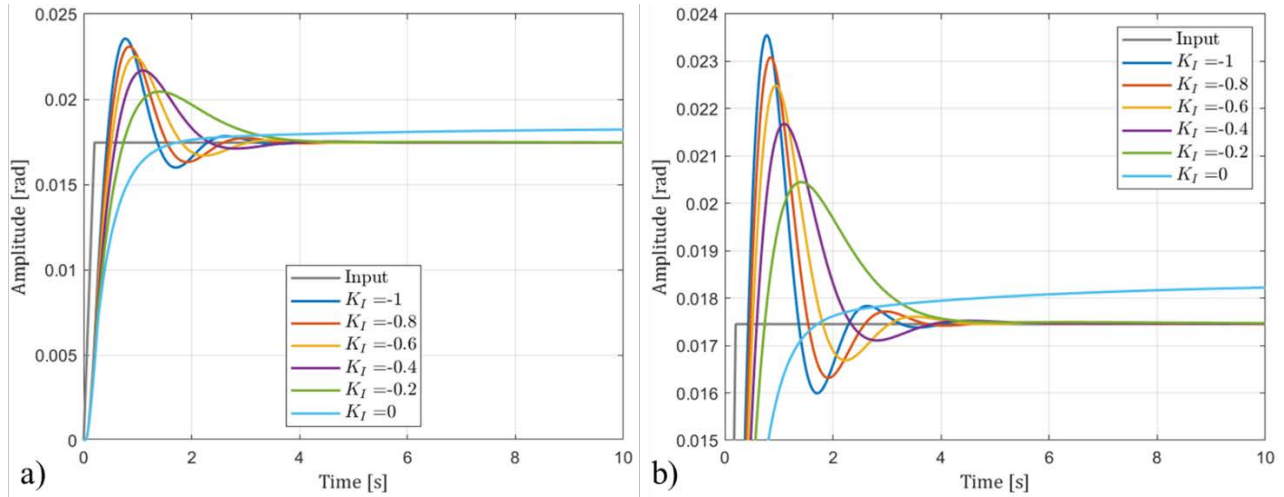 0.025
0.02
0.015
0.01
0.005
0
Amplitude [rad]
Input
K_I =-1
K_I =-0.8
K_I =-0.6
K_I =-0.4
K_I =-0.2
K_I =0
0 2 4 6 8 10
Time [s]
a)
0.024
0.023
0.022
0.021
0.02
0.019
0.018
0.017
0.016
0.015
Amplitude [rad]
Input
K_I =-1
K_I =-0.8
K_I =-0.6
K_I =-0.4
K_I =-0.2
K_I =0
0 2 4 6 8 10
Time [s]
b)